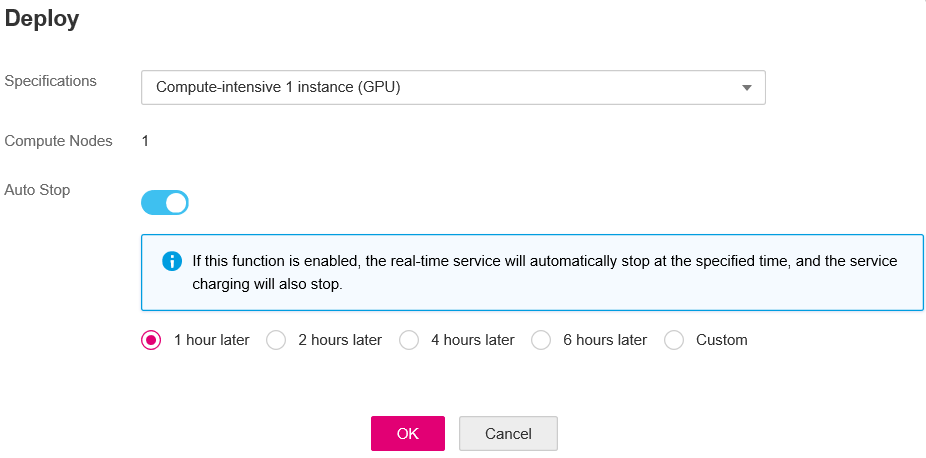 Deploy
Specifications
Compute-intensive 1 instance (GPU)
Compute Nodes 1
Auto Stop
If this function is enabled, the real-time service will automatically stop at the specified time, and the service
charging will also stop.
1 hour later 2 hours later 4 hours later 6 hours later Custom
OK Cancel